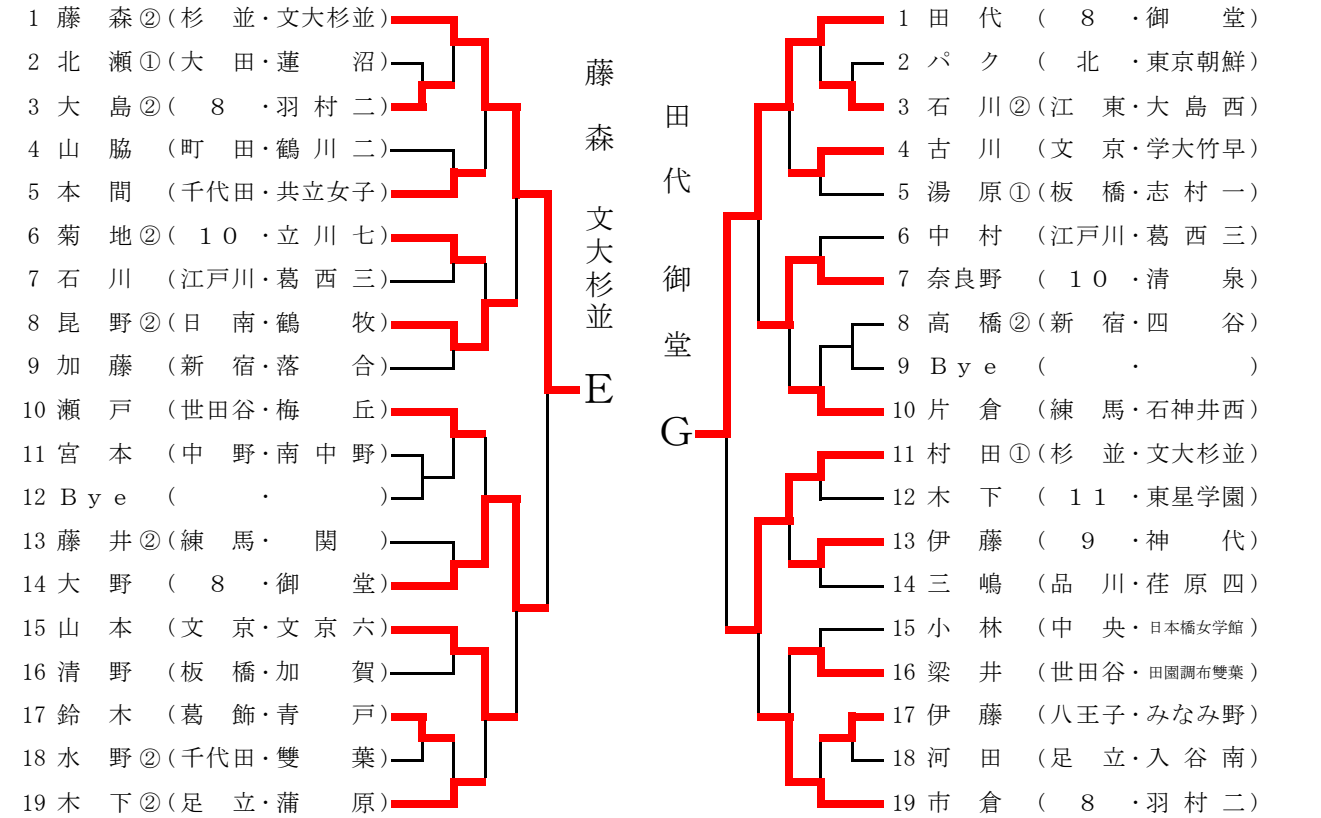 1 藤 森② (杉 並・文大杉並)
2 北 瀬① (大 田・蓮 沼)
3 大 島② ( 8 ・羽 村 二)
4 山 脇 (町 田・鶴 川 二)
5 本 間 (千代田・共立女子)
6 菊 地② ( 10 ・立 川 七)
7 石 川 (江戸川・葛 西 三)
8 昆 野② (日 南・鶴 牧)
9 加 藤 (新 宿・落 合)
10 瀬 戸 (世田谷・梅 丘)
11 宮 本 (中 野・南 中 野)
12 Bye ( ・ )
13 藤 井② (練 馬・ 関 )
14 大 野 ( 8 ・御 堂)
15 山 本 (文 京・文 京 六)
16 清 野 (板 橋・加 賀)
17 鈴 木 (葛 飾・青 戸)
18 水 野② (千代田・雙 葉)
19 木 下② (足 立・蒲 原)
藤 森 文大杉並
E
田 代 御 堂
G
1 田 代 ( 8 ・御 堂)
2 パ ク ( 北 ・東京朝鮮)
3 石 川② (江 東・大 島 西)
4 古 川 (文 京・学大竹早)
5 湯 原① (板 橋・志 村 一)
6 中 村 (江戸川・葛 西 三)
7 奈良野 ( 10 ・清 泉)
8 高 橋② (新 宿・四 谷)
9 Bye ( ・ )
10 片 倉 (練 馬・石神井西)
11 村 田① (杉 並・文大杉並)
12 木 下 ( 11 ・東星学園)
13 伊 藤 ( 9 ・神 代)
14 三 嶋 (品 川・荏 原 四)
15 小 林 (中 央・日本橋女学館)
16 梁 井 (世田谷・田園調布雙葉)
17 伊 藤 (八王子・みなみ野)
18 河 田 (足 立・入 谷 南)
19 市 倉 ( 8 ・羽 村 二)